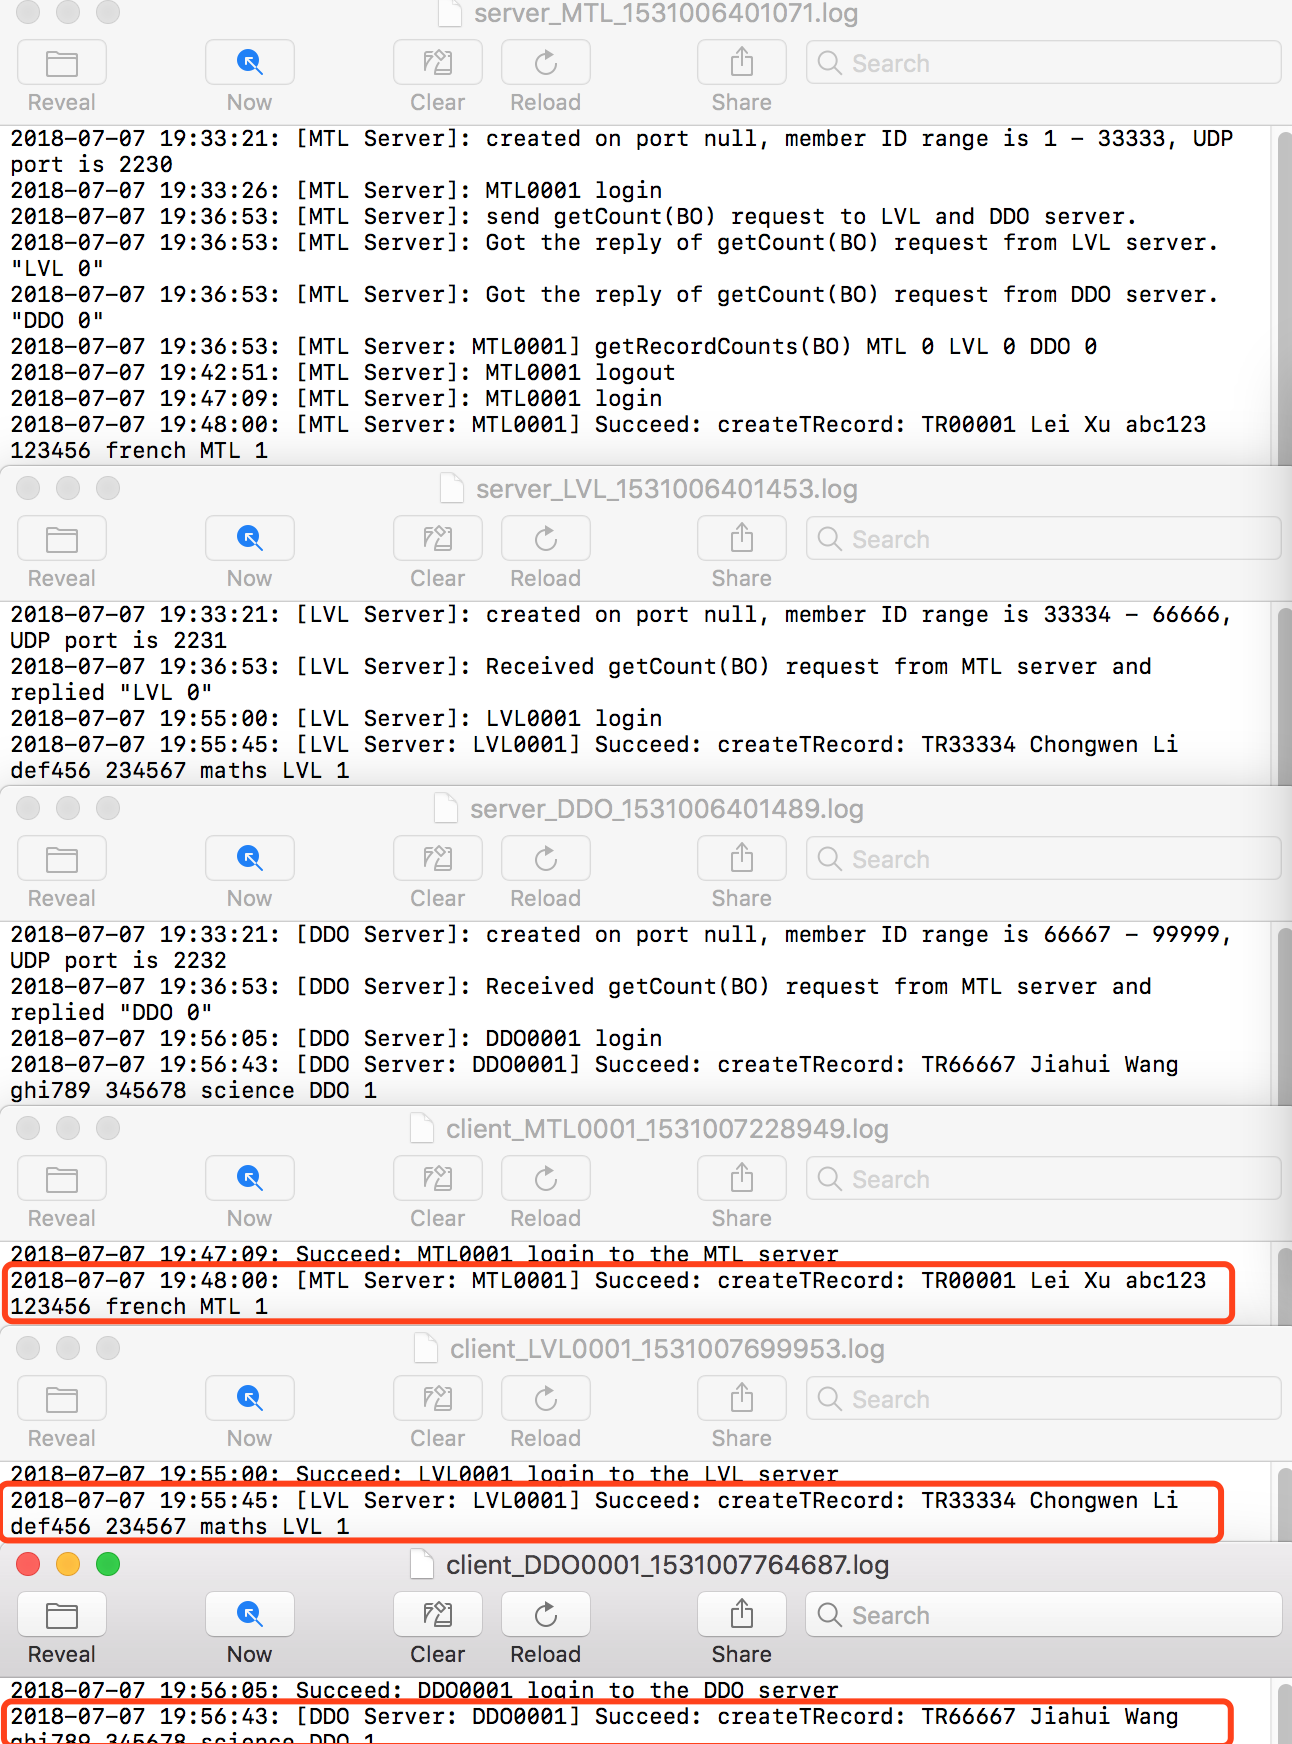 server_MTL_1531006401071.log
Reveal Now Clear Reload Share Search
2018-07-07 19:33:21: [MTL Server]: created on port null, member ID range is 1 - 33333, UDP
port is 2230
2018-07-07 19:33:26: [MTL Server]: MTL0001 login
2018-07-07 19:36:53: [MTL Server]: send getCount(BO) request to LVL and DDO server.
2018-07-07 19:36:53: [MTL Server]: Got the reply of getCount(BO) request from LVL server.
"LVL 0"
2018-07-07 19:36:53: [MTL Server]: Got the reply of getCount(BO) request from DDO server.
"DDO 0"
2018-07-07 19:36:53: [MTL Server: MTL0001] getRecordCounts(BO) MTL 0 LVL 0 DDO 0
2018-07-07 19:42:51: [MTL Server]: MTL0001 logout
2018-07-07 19:47:09: [MTL Server]: MTL0001 login
2018-07-07 19:48:00: [MTL Server: MTL0001] Succeed: createTRecord: TR00001 Lei Xu abc123
123456 french MTL 1
server_LVL_1531006401453.log
Reveal Now Clear Reload Share Search
2018-07-07 19:33:21: [LVL Server]: created on port null, member ID range is 33334 - 66666,
UDP port is 2231
2018-07-07 19:36:53: [LVL Server]: Received getCount(BO) request from MTL server and
replied "LVL 0"
2018-07-07 19:55:00: [LVL Server]: LVL0001 login
2018-07-07 19:55:45: [LVL Server: LVL0001] Succeed: createTRecord: TR33334 Chongwen Li
def456 234567 maths LVL 1
server_DDO_1531006401489.log
Reveal Now Clear Reload Share Search
2018-07-07 19:33:21: [DDO Server]: created on port null, member ID range is 66667 - 99999,
UDP port is 2232
2018-07-07 19:36:53: [DDO Server]: Received getCount(BO) request from MTL server and
replied "DDO 0"
2018-07-07 19:56:05: [DDO Server]: DDO0001 login
2018-07-07 19:56:43: [DDO Server: DDO0001] Succeed: createTRecord: TR66667 Jiahui Wang
ghi789 345678 science DDO 1
client_MTL0001_1531007228949.log
Reveal Now Clear Reload Share Search
2018-07-07 19:47:09: Succeed: MTL0001 login to the MTL server
2018-07-07 19:48:00: [MTL Server: MTL0001] Succeed: createTRecord: TR00001 Lei Xu abc123
123456 french MTL 1
client_LVL0001_1531007699953.log
Reveal Now Clear Reload Share Search
2018-07-07 19:55:00: Succeed: LVL0001 login to the LVL server
2018-07-07 19:55:45: [LVL Server: LVL0001] Succeed: createTRecord: TR33334 Chongwen Li
def456 234567 maths LVL 1
client_DDO0001_1531007764687.log
Reveal Now Clear Reload Share Search
2018-07-07 19:56:05: Succeed: DDO0001 login to the DDO server
2018-07-07 19:56:43: [DDO Server: DDO0001] Succeed: createTRecord: TR66667 Jiahui Wang
ghi789 345678 science DDO 1